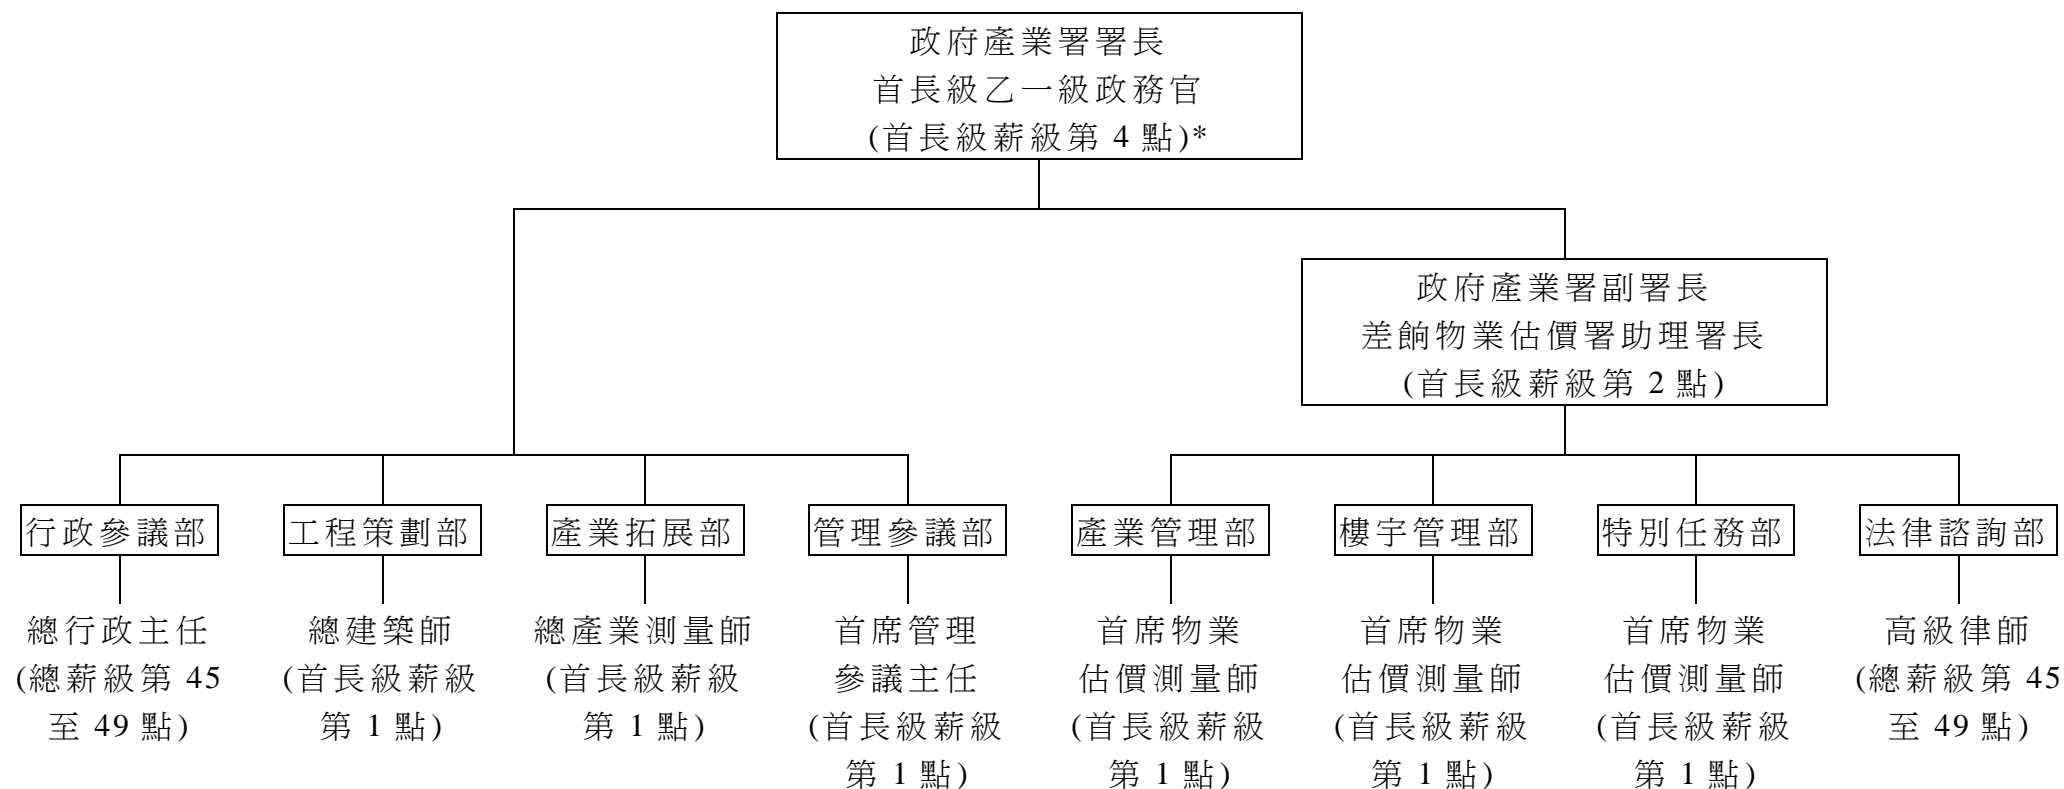 政府產業署署長
首長級乙一級政務官
(首長級薪級第 4 點)*
政府產業署副署長
差餉物業估價署助理署長
(首長級薪級第 2 點)
行政參議部
工程策劃部
產業拓展部
管理參議部
產業管理部
樓宇管理部
特別任務部
法律諮詢部
總行政主任
(總薪級第 45
至 49 點)
總建築師
(首長級薪級
第 1 點)
總產業測量師
(首長級薪級
第 1 點)
首席管理
參議主任
(首長級薪級
第 1 點)
首席物業
估價測量師
(首長級薪級
第 1 點)
首席物業
估價測量師
(首長級薪級
第 1 點)
首席物業
估價測量師
(首長級薪級
第 1 點)
高級律師
(總薪級第 45
至 49 點)